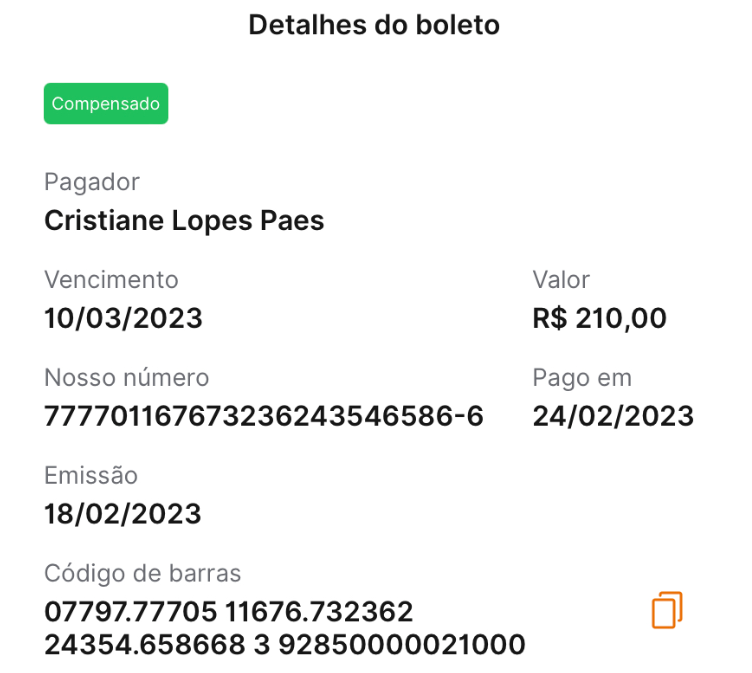 Detalhes do boleto
Compensado
Pagador
Cristiane Lopes Paes
Vencimento
10/03/2023
Valor
R$ 210,00
Nosso número
777701167673236243546586-6
Pago em
24/02/2023
Emissão
18/02/2023
Código de barras
07797.77705 11676.732362
24354.658668 3 92850000021000